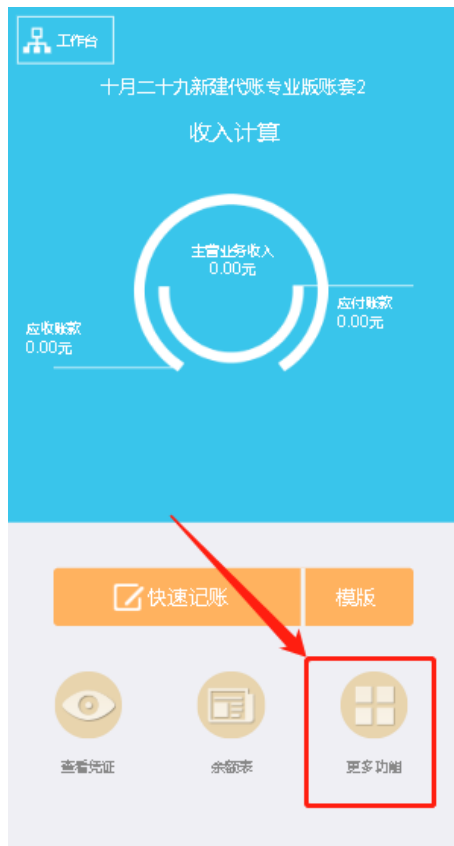 工作台
十月二十九新建代账专业版账套2
收入计算
主营业务收入
0.00元
应付账款
0.00元
应收账款
0.00元
快速记账
模版
查看凭证
余额表
更多功能